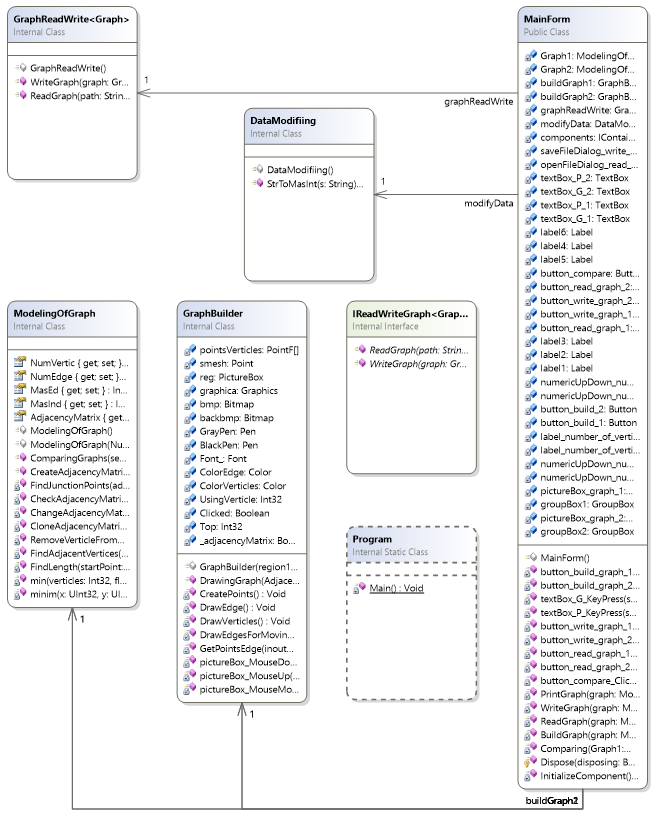 GraphReadWrite<Graph>
Internal Class
GraphReadWrite()
WriteGraph(graph: Gr...
ReadGraph(path: Strin...
1
graphReadWrite
DataModifiing
Internal Class
DataModifiing()
StrToMasInt(s: String)...
1
modifyData
MainForm
Public Class
Graph1: ModelingOf...
Graph2: ModelingOf...
buildGraph1: GraphB...
buildGraph2: GraphB...
graphReadWrite: Gra...
modifyData: DataMo...
components: IContai...
saveFileDialog_write_...
openFileDialog_read_...
textBox_P_2: TextBox
textBox_G_2: TextBox
textBox_P_1: TextBox
textBox_G_1: TextBox
label6: Label
label4: Label
label5: Label
button_compare: Butt...
button_read_graph_2:...
button_write_graph_2...
button_write_graph_1...
button_read_graph_1:...
label3: Label
label2: Label
label1: Label
numericUpDown_nu...
numericUpDown_nu...
button_build_2: Button
button_build_1: Button
label_number_of_verti...
label_number_of_verti...
numericUpDown_nu...
numericUpDown_nu...
pictureBox_graph_1:...
groupBox1: GroupBox
pictureBox_graph_2:...
groupBox2: GroupBox
MainForm()
button_build_graph_1...
button_build_graph_2...
textBox_G_KeyPress(s...
textBox_P_KeyPress(s...
button_write_graph_1...
button_write_graph_2...
button_read_graph_1...
button_read_graph_2...
button_compare_Clic...
PrintGraph(graph: Mo...
WriteGraph(graph: M...
ReadGraph(graph: M...
BuildGraph(graph: M...
Comparing(Graph1:...
Dispose(disposing: B...
InitializeComponent()...
ModelingOfGraph
Internal Class
NumVertic { get; set; }...
NumEdge { get; set; }...
MasEd { get; set; } : In...
MasInd { get; set; } : I...
AdjacencyMatrix { get...
ModelingOfGraph()
ModelingOfGraph(Nu...
ComparingGraphs(se...
CreateAdjacencyMatri...
FindJunctionPoints(ad...
CheckAdjacencyMatri...
ChangeAdjacencyMat...
CloneAdjacencyMatri...
RemoveVerticleFrom...
FindAdjacentVertices(...
FindLength(startPoint:...
min(verticles: Int32, fl...
minim(x: UInt32, y: UI...
1
GraphBuilder
Internal Class
pointsVerticles: PointF[]
smesh: Point
reg: PictureBox
graphica: Graphics
bmp: Bitmap
backbmp: Bitmap
GrayPen: Pen
BlackPen: Pen
Font_: Font
ColorEdge: Color
ColorVerticles: Color
UsingVerticle: Int32
Clicked: Boolean
Top: Int32
_adjacencyMatrix: Bo...
GraphBuilder(region1...
DrawingGraph(Adjace...
CreatePoints() : Void
DrawEdge() : Void
DrawVerticles() : Void
DrawEdgesForMovin...
GetPointsEdge(inout...
pictureBox_MouseDo...
pictureBox_MouseUp(...
pictureBox_MouseMo...
1
IReadWriteGraph<Grap...
Internal Interface
ReadGraph(path: Strin...
WriteGraph(graph: Gr...
Program
Internal Static Class
Main() : Void